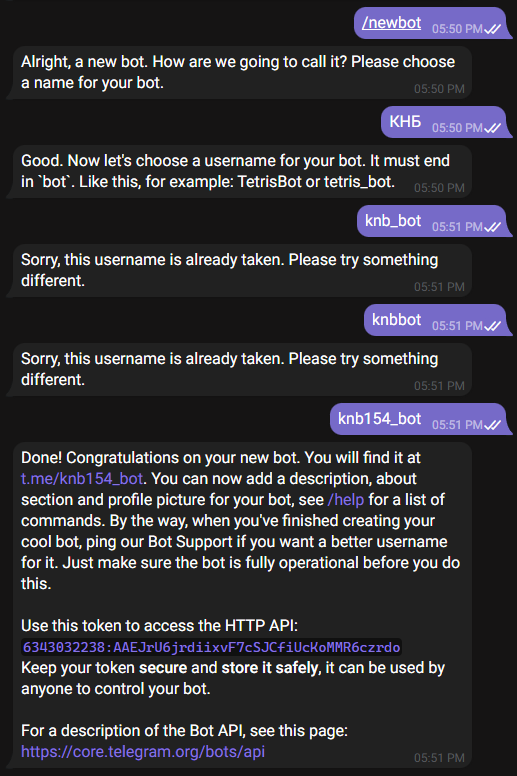 /newbot 05:50 PM
Alright, a new bot. How are we going to call it? Please choose
a name for your bot.
05:50 PM
КНБ 05:50 PM
Good. Now let's choose a username for your bot. It must end
in `bot`. Like this, for example: TetrisBot or tetris_bot.
05:50 PM
knb_bot 05:51 PM
Sorry, this username is already taken. Please try something
different.
05:51 PM
knbbot 05:51 PM
Sorry, this username is already taken. Please try something
different.
05:51 PM
knb154_bot 05:51 PM
Done! Congratulations on your new bot. You will find it at
t.me/knb154_bot. You can now add a description, about
section and profile picture for your bot, see /help for a list of
commands. By the way, when you've finished creating your
cool bot, ping our Bot Support if you want a better username
for it. Just make sure the bot is fully operational before you do
this.
Use this token to access the HTTP API:
6343032238:AAEJrU6jrdiixvF7cSJCfiUcKoMMR6czrdo
Keep your token secure and store it safely, it can be used by
anyone to control your bot.
For a description of the Bot API, see this page:
https://core.telegram.org/bots/api
05:51 PM